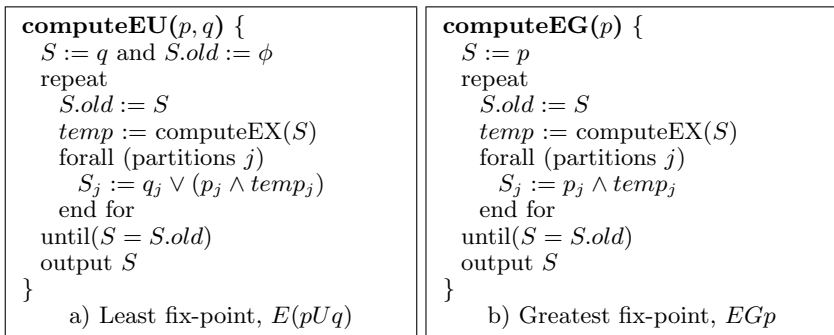 computeEU(p, q) {
S := q and S.old := ϕ
repeat
S.old := S
temp := computeEX(S)
forall (partitions j)
S_j := q_j ∨ (p_j ∧ temp_j)
end for
until(S = S.old)
output S
}
a) Least fix-point, E(pUq)
computeEG(p) {
S := p
repeat
S.old := S
temp := computeEX(S)
forall (partitions j)
S_j := p_j ∧ temp_j
end for
until(S = S.old)
output S
}
b) Greatest fix-point, EGp